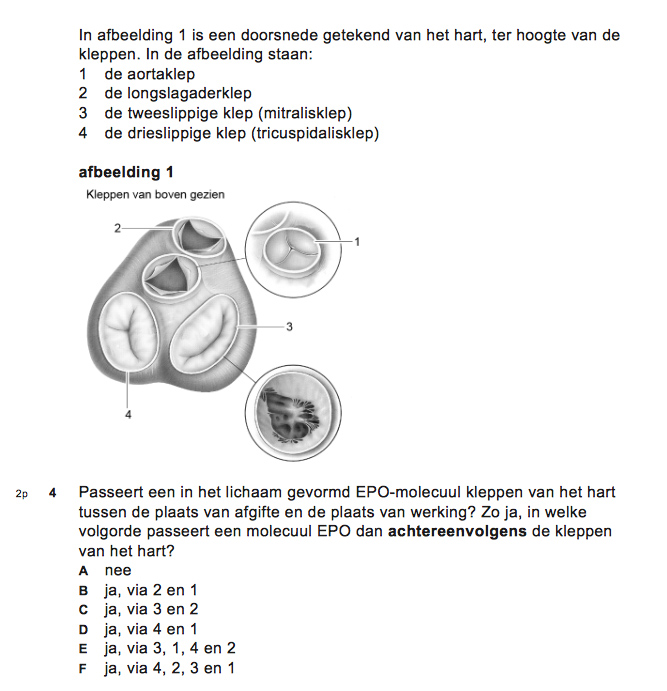 In afbeelding 1 is een doorsnede getekend van het hart, ter hoogte van de
kleppen. In de afbeelding staan:
1 de aortaklep
2 de longslagaderklep
3 de tweeslippige klep (mitralisklep)
4 de drieslippige klep (tricuspidalisklep)
afbeelding 1
Kleppen van boven gezien
2
1
3
4
2p 4 Passeert een in het lichaam gevormd EPO-molecuul kleppen van het hart
tussen de plaats van afgifte en de plaats van werking? Zo ja, in welke
volgorde passeert een molecuul EPO dan achtereenvolgens de kleppen
van het hart?
A nee
B ja, via 2 en 1
C ja, via 3 en 2
D ja, via 4 en 1
E ja, via 3, 1, 4 en 2
F ja, via 4, 2, 3 en 1